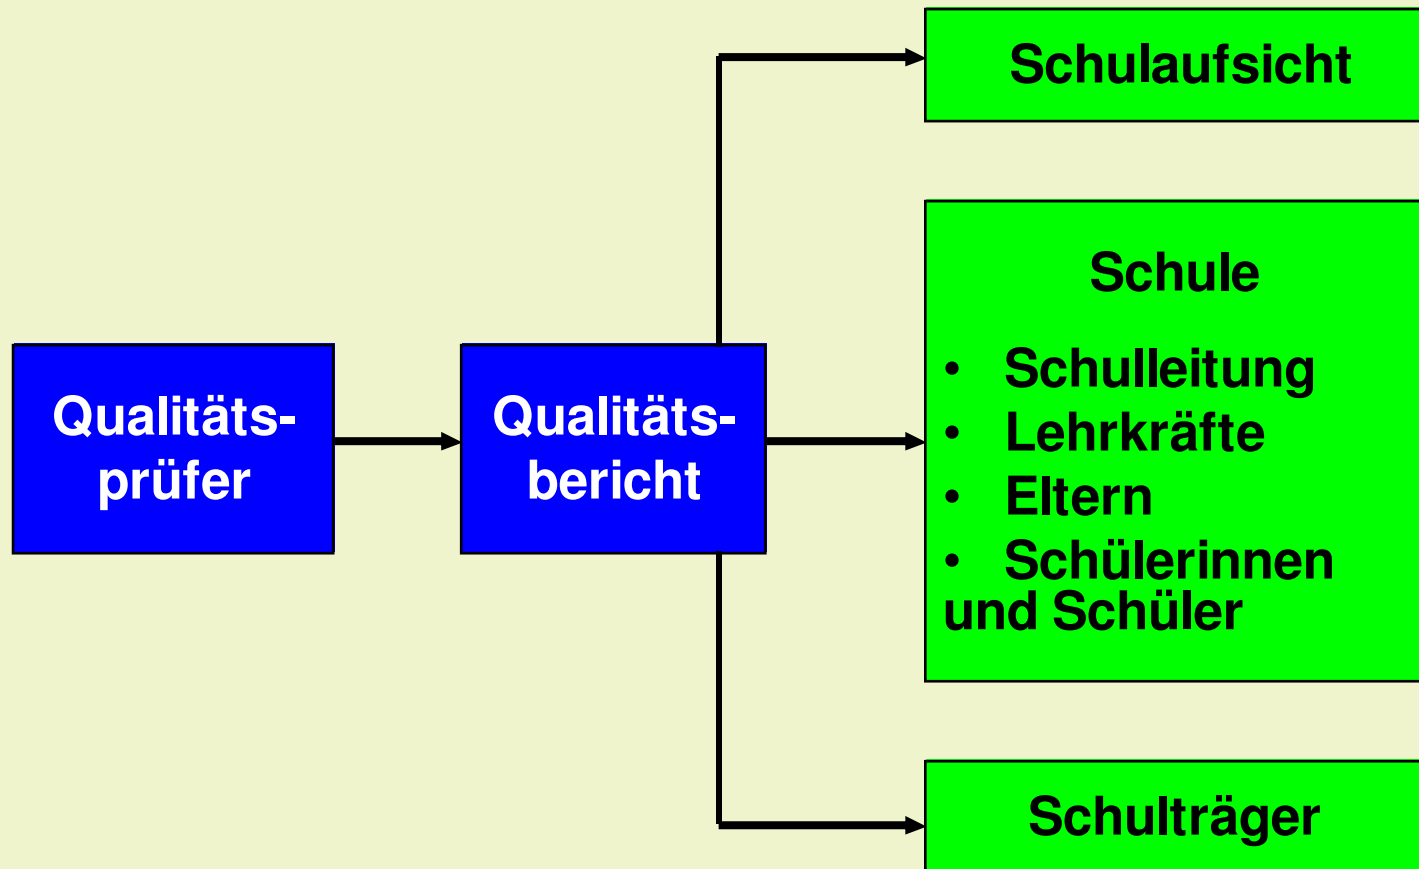 Schulaufsicht
Schule
• Schulleitung
• Lehrkräfte
• Eltern
• Schülerinnen
und Schüler
Qualitäts-
prüfer
Qualitäts-
bericht
Schulträger